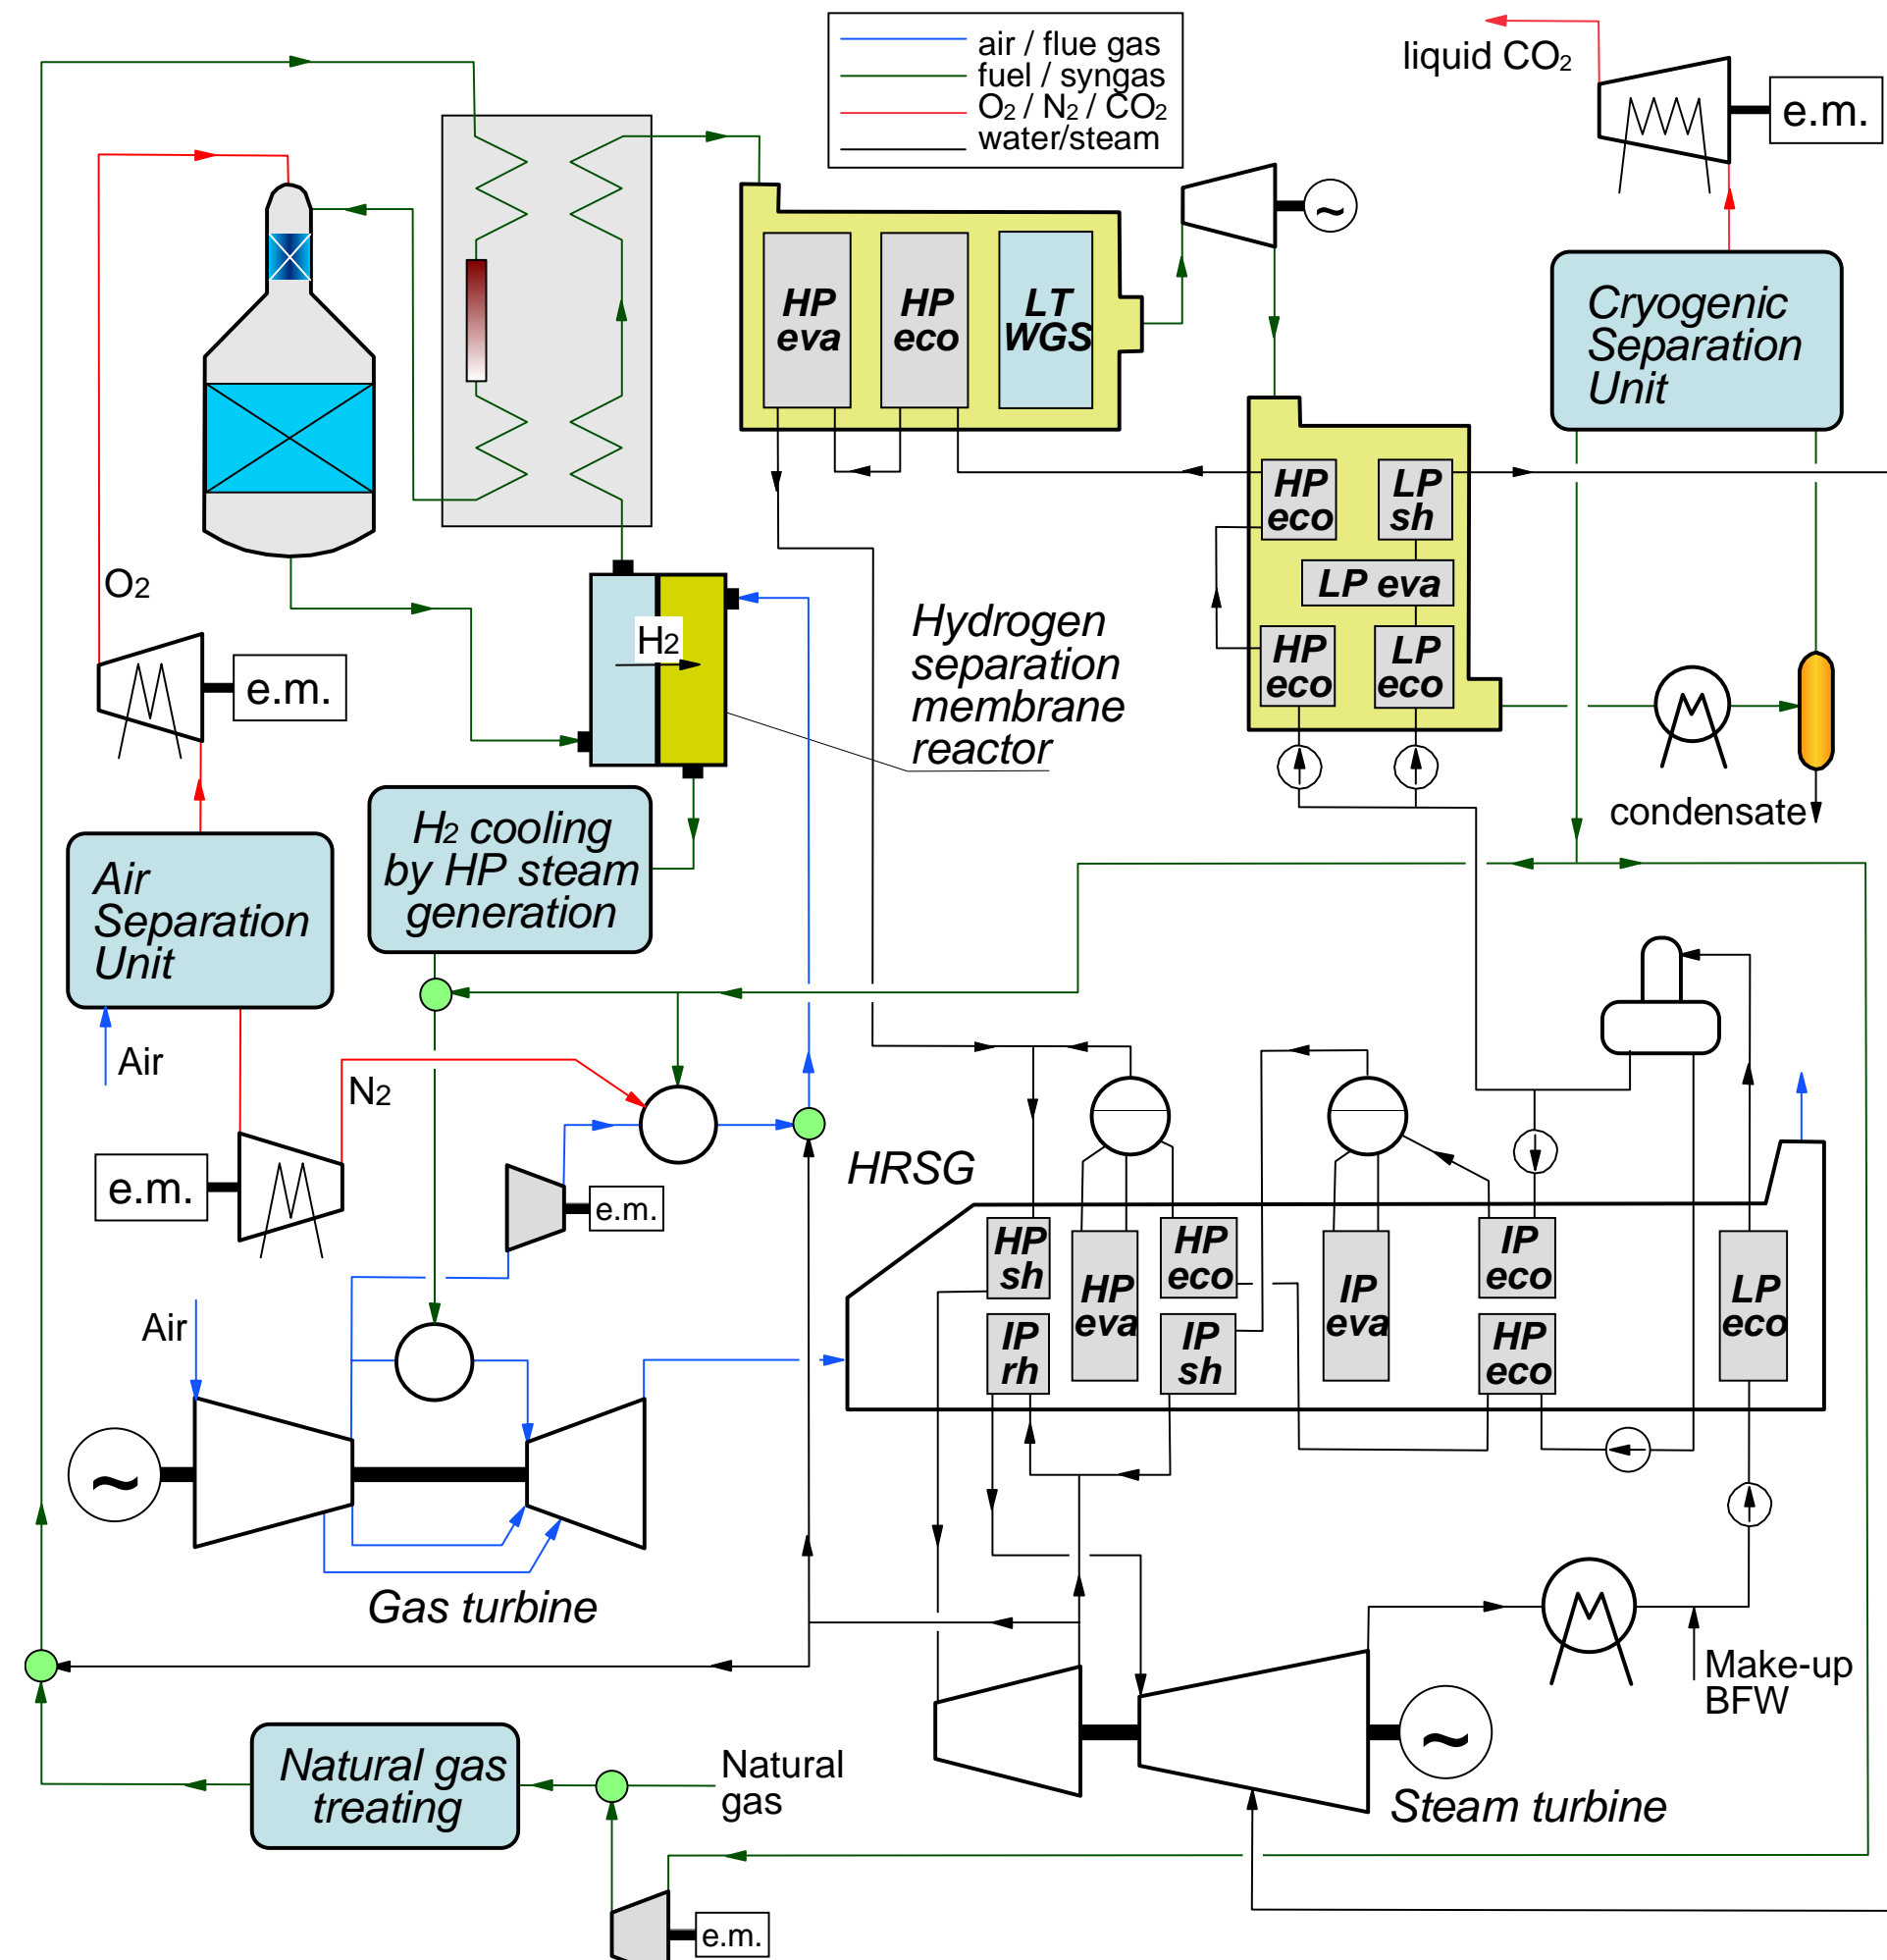 air / flue gas
fuel / syngas
O2 / N2 / CO2
water/steam
liquid CO2
e.m.
HP
eva
HP
eco
LT
WGS
~
Cryogenic
Separation
Unit
HP
eco
LP
sh
LP eva
HP
eco
LP
eco
O2
e.m.
H2
Hydrogen
separation
membrane
reactor
condensate
H2 cooling
by HP steam
generation
Air
Separation
Unit
Air
N2
e.m.
e.m.
HRSG
HP
sh
HP
eva
HP
eco
IP
eva
IP
eco
LP
eco
IP
rh
IP
sh
HP
eco
Air
~
Gas turbine
Make-up
BFW
~
Steam turbine
Natural gas
treating
Natural
gas
e.m.